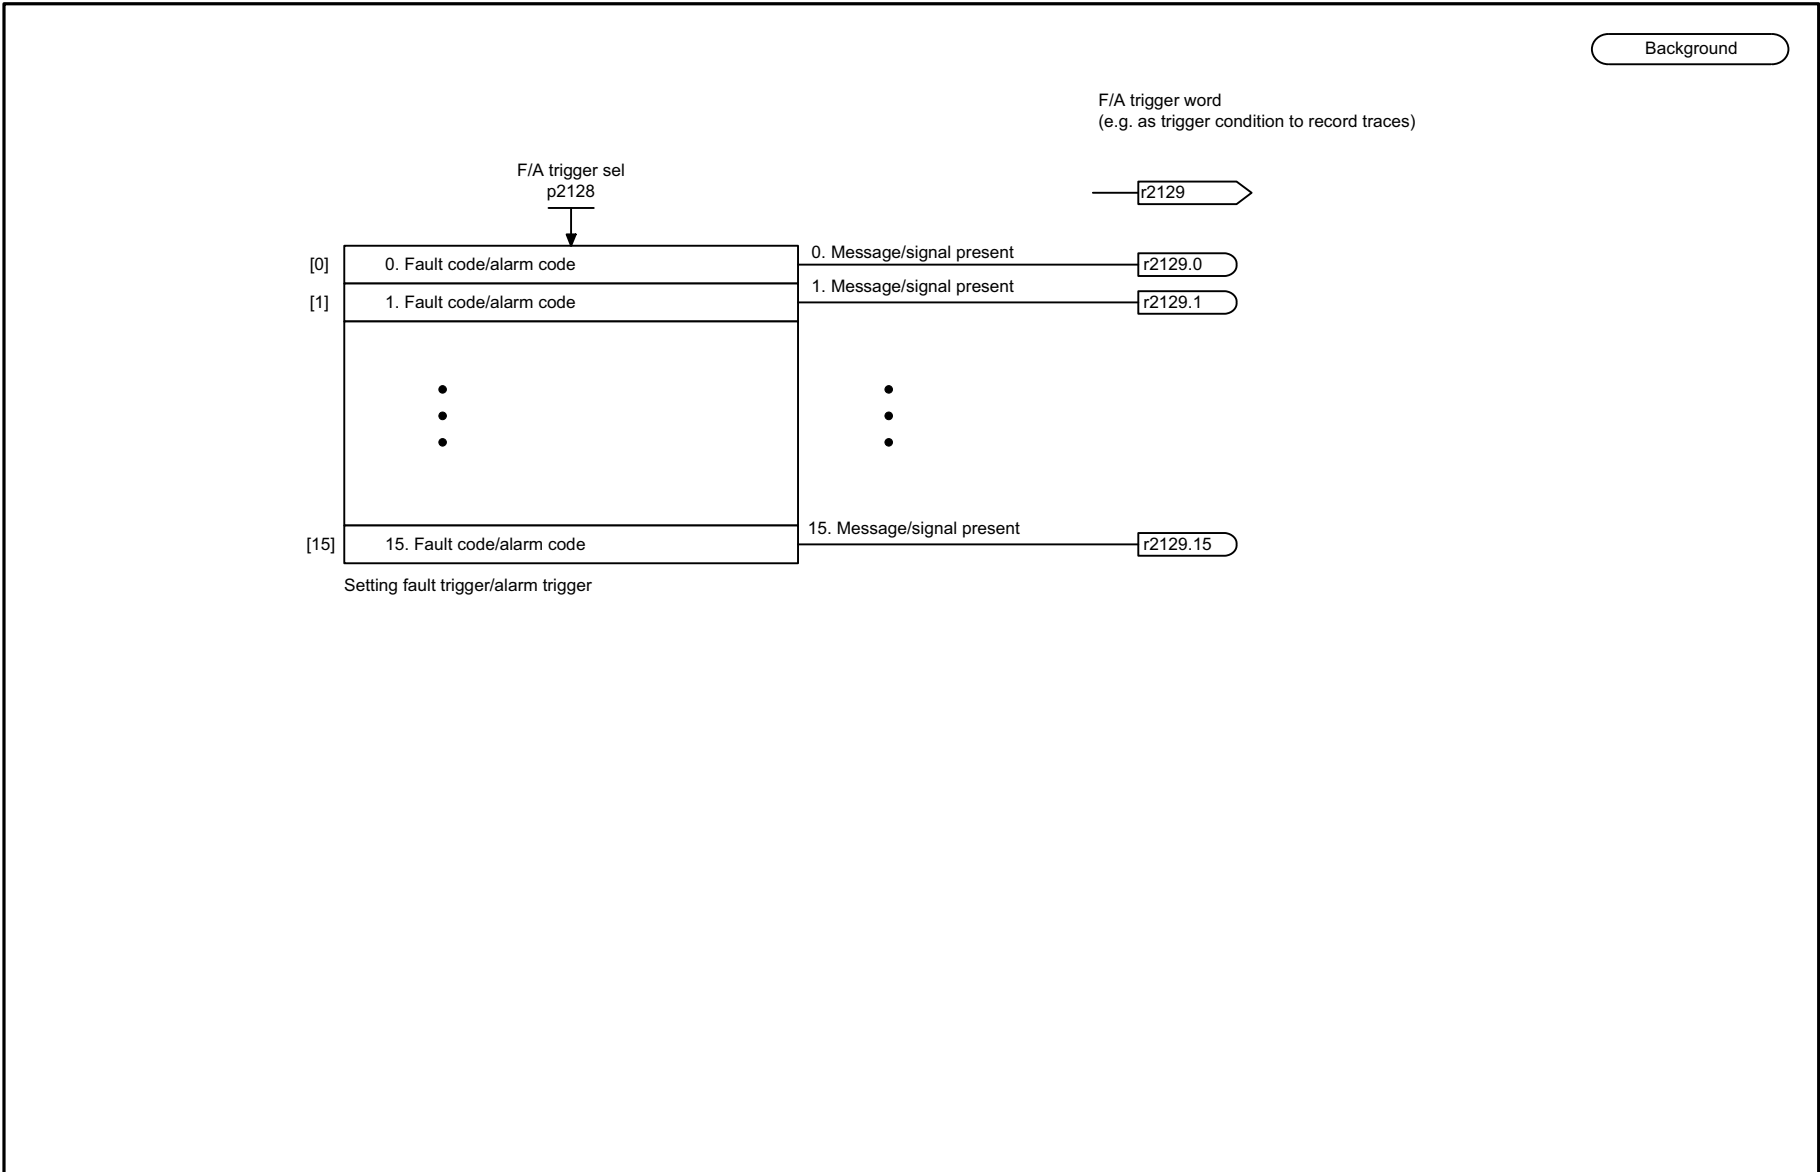 Background
F/A trigger word
(e.g. as trigger condition to record traces)
F/A trigger sel
p2128
r2129
[0] 0. Fault code/alarm code 0. Message/signal present r2129.0
[1] 1. Fault code/alarm code 1. Message/signal present r2129.1
[15] 15. Fault code/alarm code 15. Message/signal present r2129.15
Setting fault trigger/alarm trigger